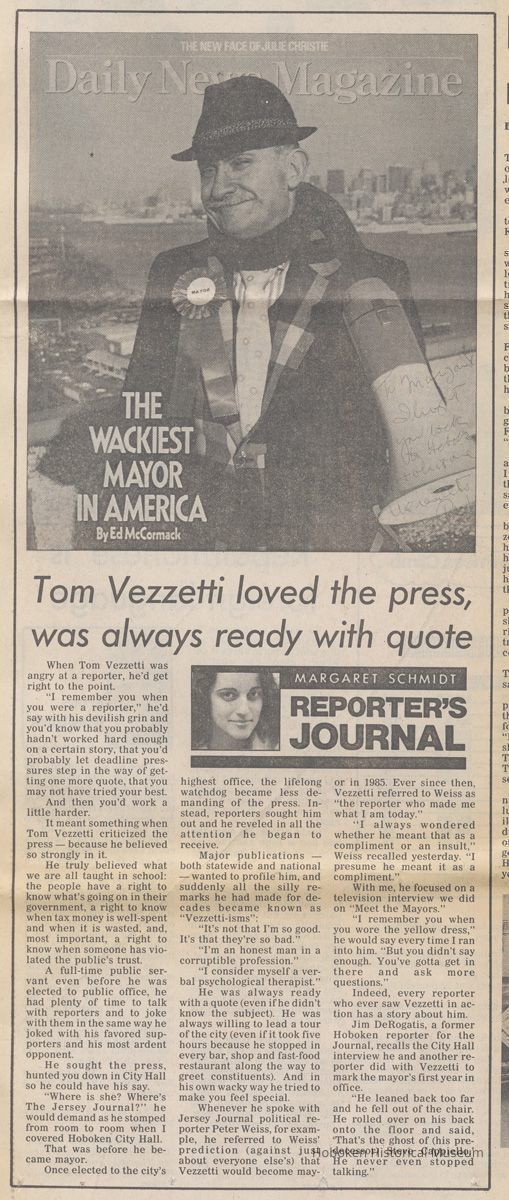 THE NEW FACE OF JULIE CHRISTIE
Daily News Magazine
MAYOR
THE
WACKIEST
MAYOR
IN AMERICA
By Ed McCormack
To Margaret
Tom Vezzetti loved the press,
was always ready with quote
MARGARET SCHMIDT
REPORTER'S
JOURNAL
When Tom Vezzetti was
angry at a reporter, he'd get
right to the point.
"I remember you when
you were a reporter," he'd
say with his devilish grin and
you'd know that you probably
hadn't worked hard enough
on a certain story, that you'd
probably let deadline pres-
sures step in the way of get-
ting one more quote, that you
may not have tried your best.
And then you'd work a
little harder.
It meant something when
Tom Vezzetti criticized the
press — because he believed
so strongly in it.
He truly believed what
we are all taught in school:
the people have a right to
know what's going on in their
government, a right to know
when tax money is well-spent
and when it is wasted, and,
most important, a right to
know when someone has vio-
lated the public's trust.
A full-time public ser-
vant even before he was
elected to public office, he
had plenty of time to talk
with reporters and to joke
with them in the same way he
joked with his favored sup-
porters and his most ardent
opponent.
He sought the press,
hunted you down in City Hall
so he could have his say.
"Where is she? Where's
The Jersey Journal?" he
would demand as he stomped
from room to room when I
covered Hoboken City Hall.
That was before he be-
came mayor.
Once elected to the city's
highest office, the lifelong
watchdog became less de-
manding of the press. In-
stead, reporters sought him
out and he reveled in all the
attention he began to
receive.
Major publications —
both statewide and national
— wanted to profile him, and
suddenly all the silly re-
marks he had made for de-
cades became known as
"Vezzetti-isms":
"It's not that I'm so good.
It's that they're so bad."
"I'm an honest man in a
corruptible profession."
"I consider myself a ver-
bal psychological therapist."
He was always ready
with a quote (even if he didn't
know the subject). He was
always willing to lead a tour
of the city (even if it took five
hours because he stopped in
every bar, shop and fast-food
restaurant along the way to
greet constituents). And in
his own wacky way he tried to
make you feel special.
Whenever he spoke with
Jersey Journal political re-
porter Peter Weiss, for exam-
ple, he referred to Weiss'
prediction (against just
about everyone else's) that
Vezzetti would become may-
or in 1985. Ever since then,
Vezzetti referred to Weiss as
"the reporter who made me
what I am today."
"I always wondered
whether he meant that as a
compliment or an insult,"
Weiss recalled yesterday. "I
presume he meant it as a
compliment."
With me, he focused on a
television interview we did
on "Meet the Mayors."
"I remember you when
you wore the yellow dress,"
he would say every time I ran
into him. "But you didn't say
enough. You've gotta get in
there and ask more
questions."
Indeed, every reporter
who ever saw Vezzetti in ac-
tion has a story about him.
Jim DeRogatis, a former
Hoboken reporter for the
Journal, recalls the City Hall
interview he and another re-
porter did with Vezzetti to
mark the mayor's first year in
office.
"He leaned back too far
and he fell out of the chair.
He rolled over on his back
onto the floor and said,
'That's the ghost of (his pre-
decessor) Steve Cappiello.'
He never even stopped
talking."
Hoboken Historical Museum